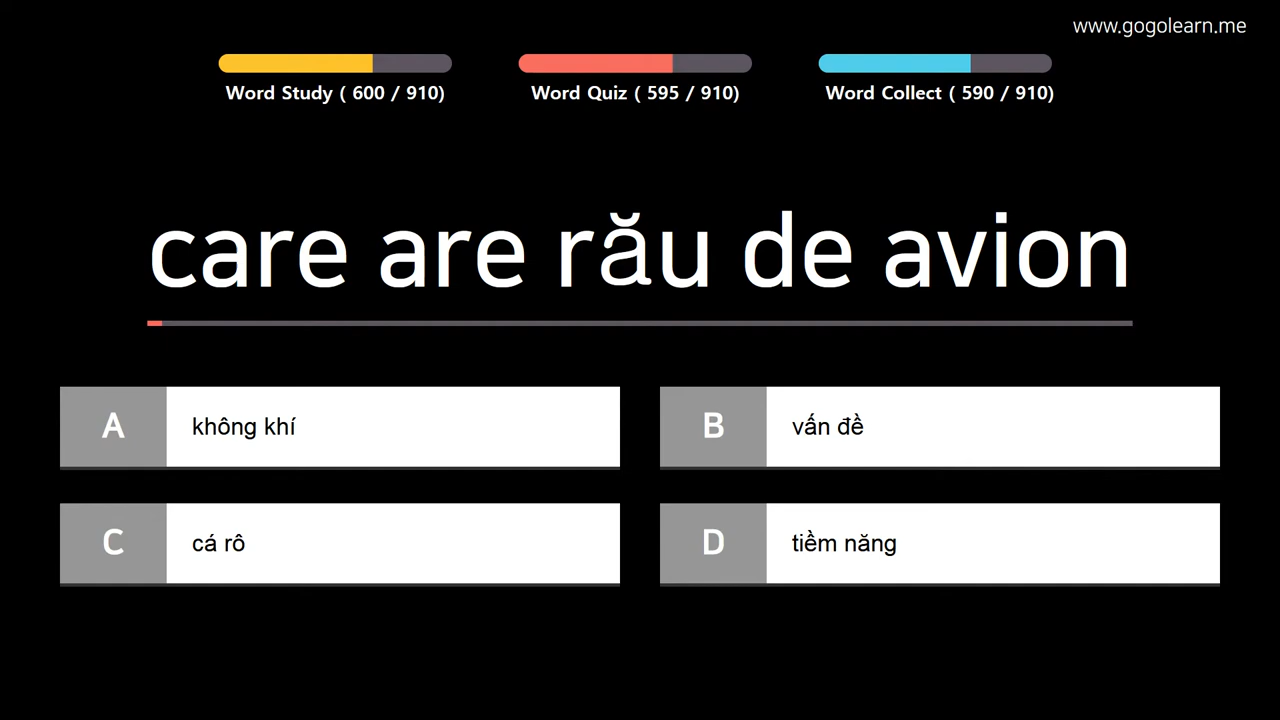 www.gogolearn.me
Word Study ( 600 / 910)
Word Quiz ( 595 / 910)
Word Collect ( 590 / 910)
care are rău de avion
A không khí
B vấn đề
C cá rô
D tiềm năng